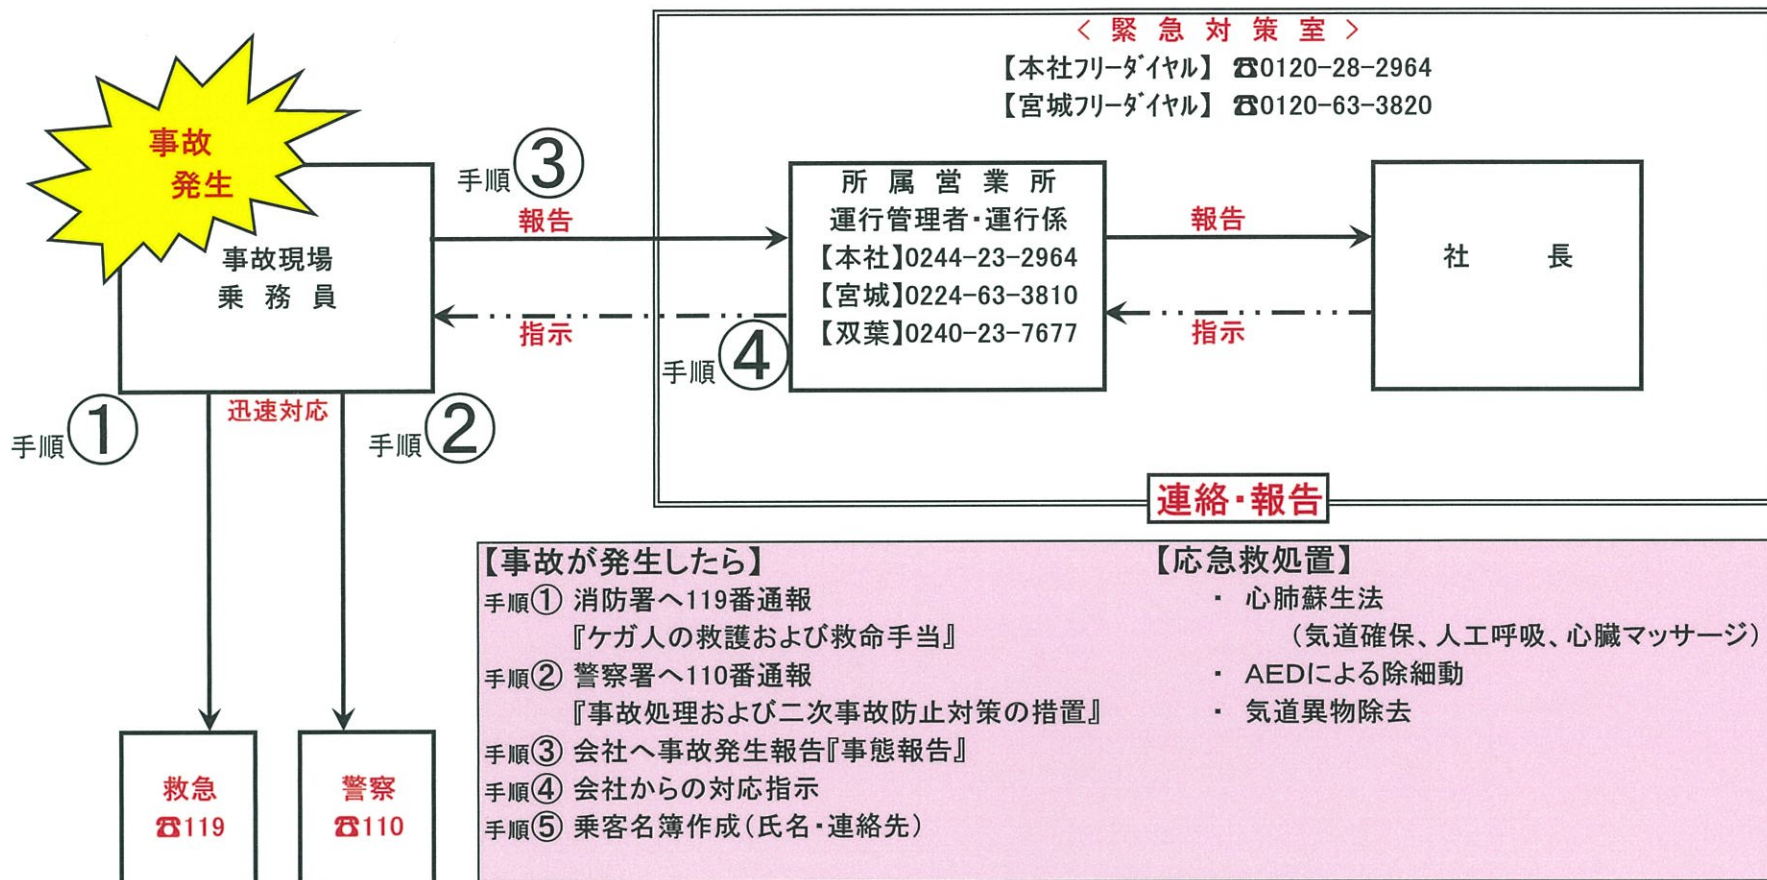 <緊急対策室>
【本社フリーダイヤル】 ☎0120-28-2964
【宮城フリーダイヤル】 ☎0120-63-3820
事故
発生
事故現場
乗務員
手順③
報告
所属営業所
運行管理者・運行係
【本社】0244-23-2964
【宮城】0224-63-3810
【双葉】0240-23-7677
報告
社長
指示
手順④
指示
手順①
迅速対応
手順②
連絡・報告
救急
☎119
警察
☎110
【事故が発生したら】
手順① 消防署へ119番通報
『ケガ人の救護および救命手当』
手順② 警察署へ110番通報
『事故処理および二次事故防止対策の措置』
手順③ 会社へ事故発生報告『事態報告』
手順④ 会社からの対応指示
手順⑤ 乗客名簿作成(氏名・連絡先)
【応急救処置】
・ 心肺蘇生法
(気道確保、人工呼吸、心臓マッサージ)
・ AEDによる除細動
・ 気道異物除去